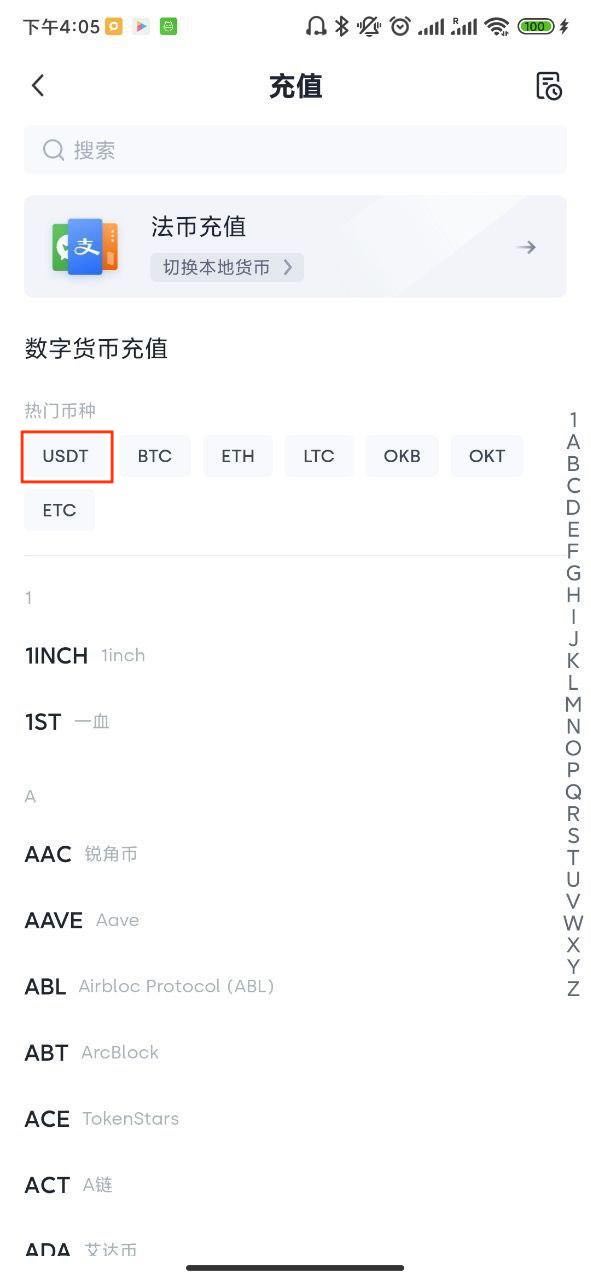 下午4:05
R
100
充值
搜索
支
法币充值
切换本地货币
数字货币充值
热门币种
USDT BTC ETH LTC OKB OKT
ETC
1
1INCH 1inch
1ST 一血
A
AAC 锐角币
AAVE Aave
ABL Airbloc Protocol (ABL)
ABT ArcBlock
ACE TokenStars
ACT A链
ADA 艾达币
1
A
B
C
D
E
F
G
H
I
J
K
L
M
N
O
P
Q
R
S
T
U
V
W
X
Y
Z